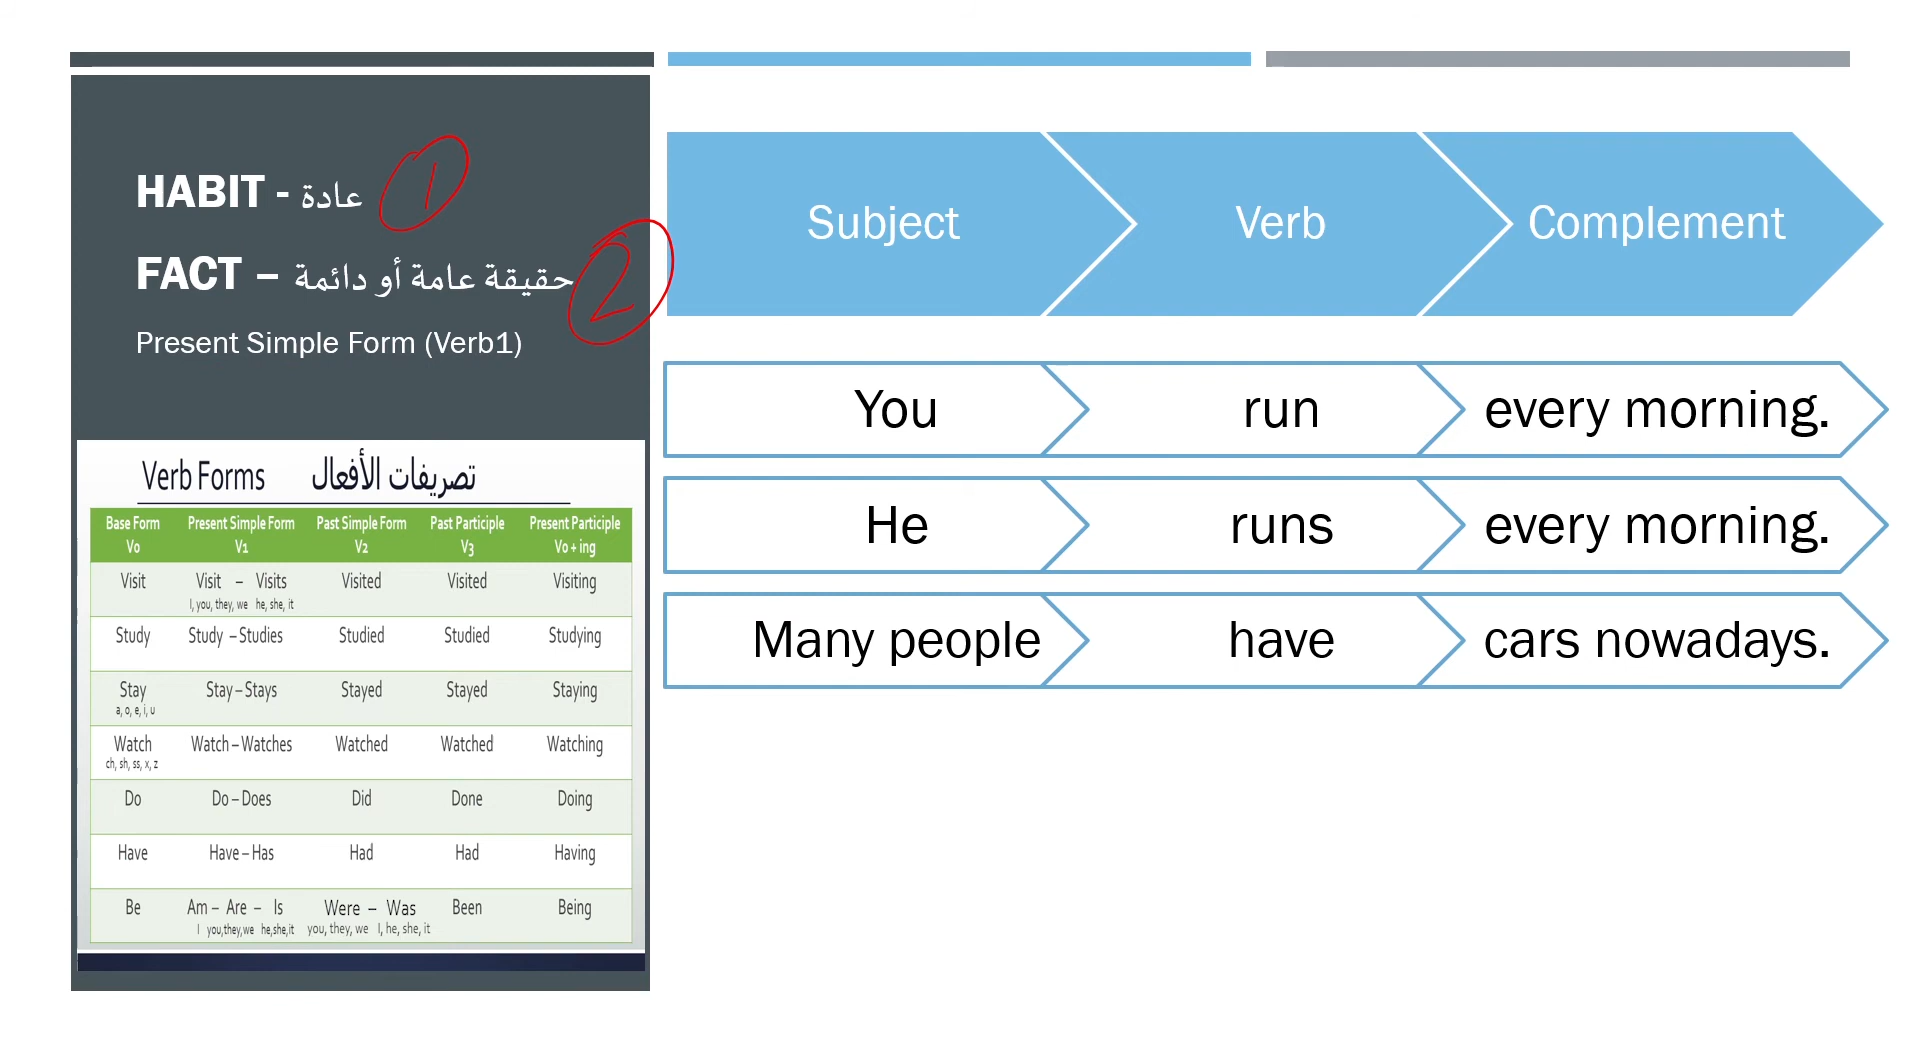 HABIT - عادة 1
FACT – حقيقة عامة أو دائمة 2
Present Simple Form (Verb1)
Verb Forms تصريفات الأفعال
Base Form Present Simple Form Past Simple Form Past Participle Present Participle
V0 V1 V2 V3 V0 + ing
Visit Visit – Visits Visited Visited Visiting
I, you, they, we he, she, it
Study Study – Studies Studied Studied Studying
Stay Stay – Stays Stayed Stayed Staying
a, o, e, i, u
Watch Watch – Watches Watched Watched Watching
ch, sh, ss, x, z
Do Do – Does Did Done Doing
Have Have – Has Had Had Having
Be Am – Are – Is Were – Was Been Being
I you,they,we he,she,it you, they, we I, he, she, it
Subject Verb Complement
You run every morning.
He runs every morning.
Many people have cars nowadays.